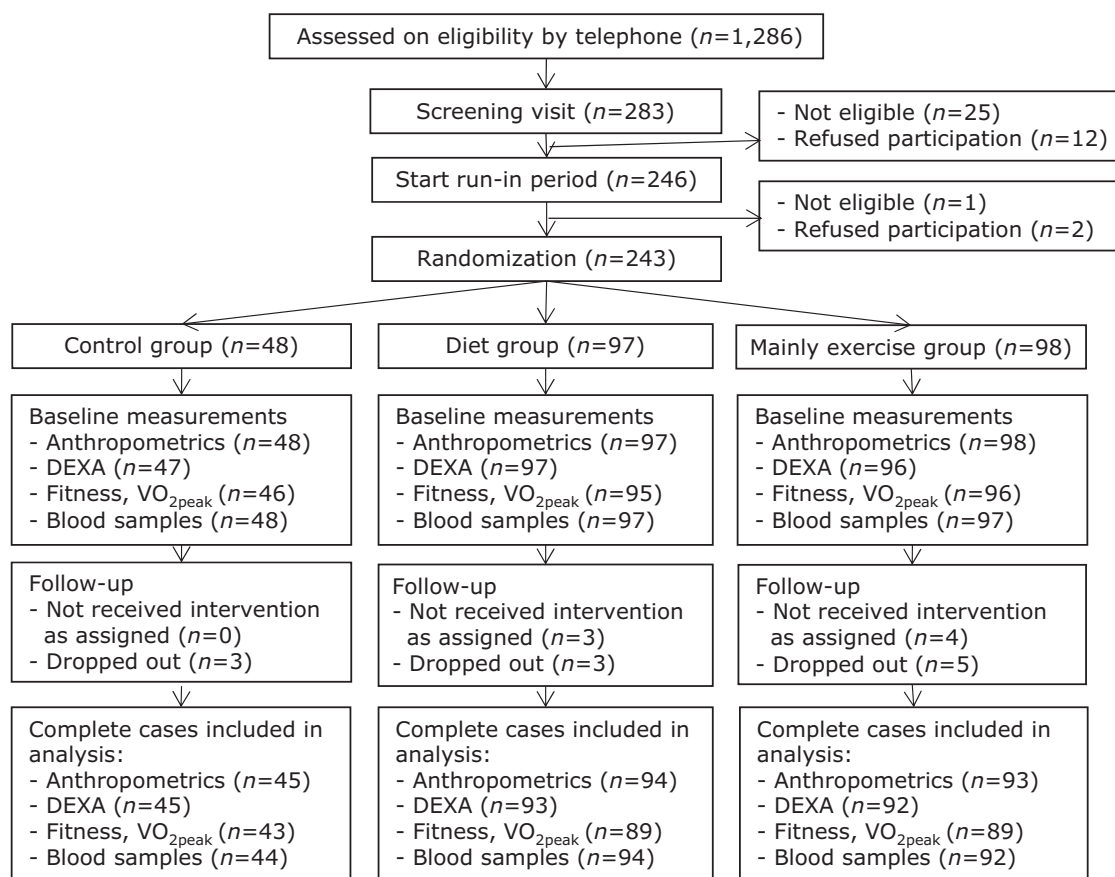 Assessed on eligibility by telephone (n=1,286)
Screening visit (n=283)
- Not eligible (n=25)
- Refused participation (n=12)
Start run-in period (n=246)
- Not eligible (n=1)
- Refused participation (n=2)
Randomization (n=243)
Control group (n=48)
Diet group (n=97)
Mainly exercise group (n=98)
Baseline measurements
- Anthropometrics (n=48)
- DEXA (n=47)
- Fitness, VO2peak (n=46)
- Blood samples (n=48)
Baseline measurements
- Anthropometrics (n=97)
- DEXA (n=97)
- Fitness, VO2peak (n=95)
- Blood samples (n=97)
Baseline measurements
- Anthropometrics (n=98)
- DEXA (n=96)
- Fitness, VO2peak (n=96)
- Blood samples (n=97)
Follow-up
- Not received intervention
as assigned (n=0)
- Dropped out (n=3)
Follow-up
- Not received intervention
as assigned (n=3)
- Dropped out (n=3)
Follow-up
- Not received intervention
as assigned (n=4)
- Dropped out (n=5)
Complete cases included in
analysis:
- Anthropometrics (n=45)
- DEXA (n=45)
- Fitness, VO2peak (n=43)
- Blood samples (n=44)
Complete cases included in
analysis:
- Anthropometrics (n=94)
- DEXA (n=93)
- Fitness, VO2peak (n=89)
- Blood samples (n=94)
Complete cases included in
analysis:
- Anthropometrics (n=93)
- DEXA (n=92)
- Fitness, VO2peak (n=89)
- Blood samples (n=92)